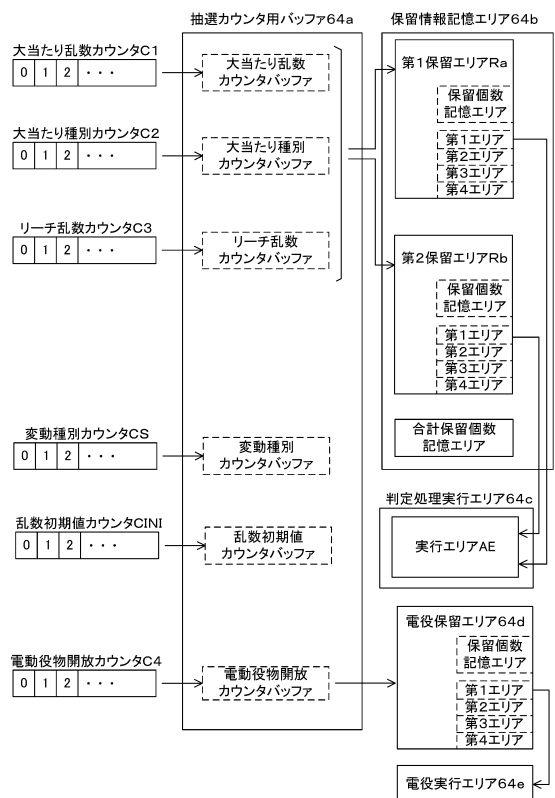 抽選カウンタ用バッファ64a
保留情報記憶エリア64b
大当たり乱数カウンタC1
0 1 2 ・・・
大当たり乱数
カウンタバッファ
大当たり種別カウンタC2
0 1 2 ・・・
大当たり種別
カウンタバッファ
リーチ乱数カウンタC3
0 1 2 ・・・
リーチ乱数
カウンタバッファ
第1保留エリアRa
保留個数
記憶エリア
第1エリア
第2エリア
第3エリア
第4エリア
第2保留エリアRb
保留個数
記憶エリア
第1エリア
第2エリア
第3エリア
第4エリア
合計保留個数
記憶エリア
変動種別カウンタCS
0 1 2 ・・・
変動種別
カウンタバッファ
乱数初期値カウンタCINI
0 1 2 ・・・
乱数初期値
カウンタバッファ
判定処理実行エリア64c
実行エリアAE
電動役物開放カウンタC4
0 1 2 ・・・
電動役物開放
カウンタバッファ
電役保留エリア64d
保留個数
記憶エリア
第1エリア
第2エリア
第3エリア
第4エリア
電役実行エリア64e